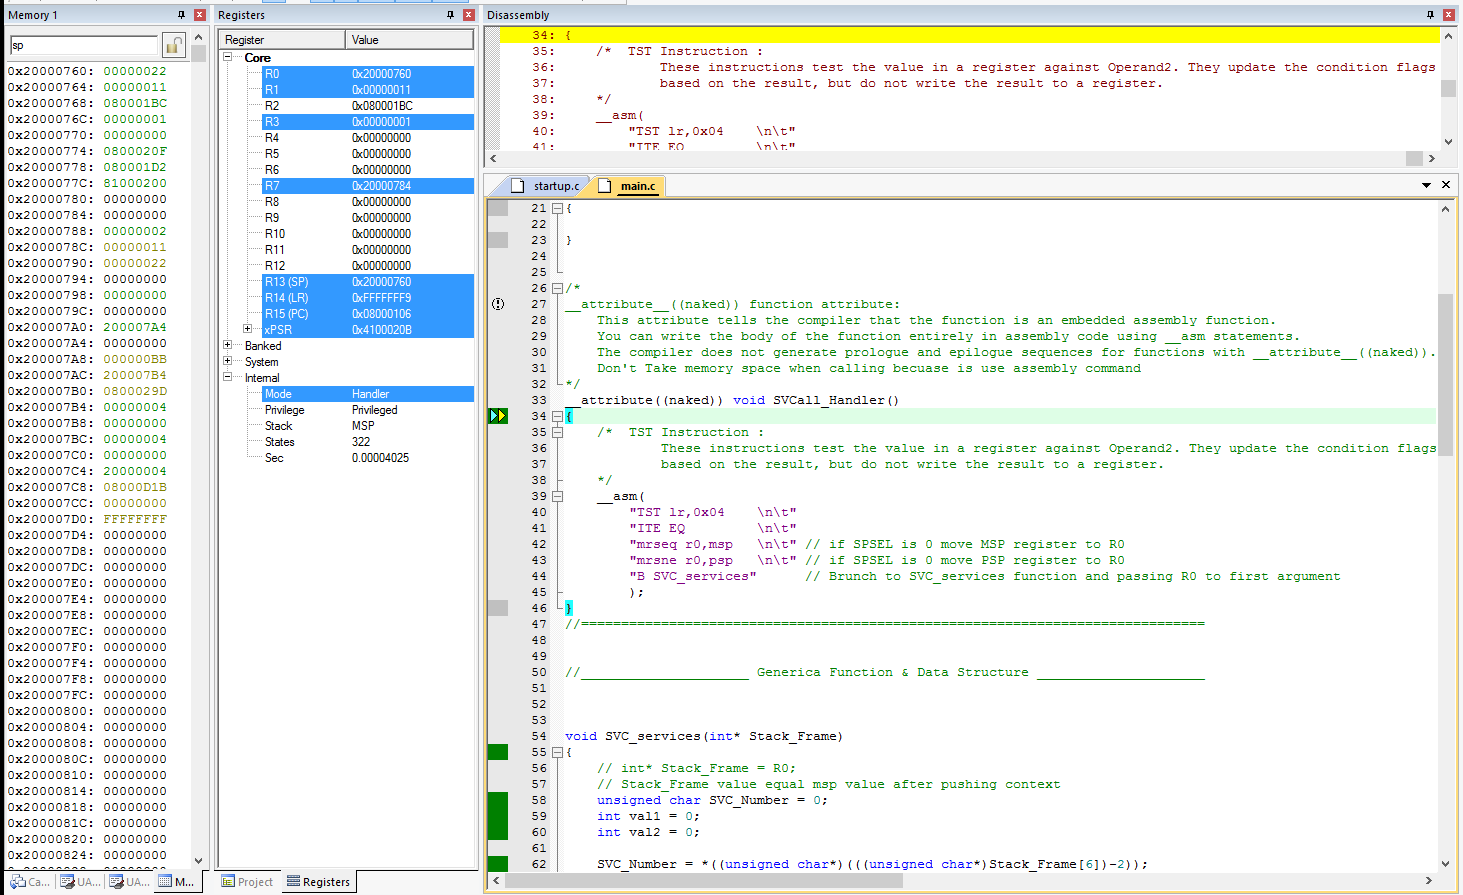 Memory 1
sp
0x20000760: 00000022
0x20000764: 00000011
0x20000768: 080001BC
0x2000076C: 00000001
0x20000770: 00000000
0x20000774: 0800020F
0x20000778: 080001D2
0x2000077C: 81000200
0x20000780: 00000000
0x20000784: 00000000
0x20000788: 00000002
0x2000078C: 00000011
0x20000790: 00000022
0x20000794: 00000000
0x20000798: 00000000
0x2000079C: 00000000
0x200007A0: 200007A4
0x200007A4: 00000000
0x200007A8: 000000BB
0x200007AC: 200007B4
0x200007B0: 0800029D
0x200007B4: 00000004
0x200007B8: 00000000
0x200007BC: 00000004
0x200007C0: 00000000
0x200007C4: 20000004
0x200007C8: 08000D1B
0x200007CC: 00000000
0x200007D0: FFFFFFFF
0x200007D4: 00000000
0x200007D8: 00000000
0x200007DC: 00000000
0x200007E0: 00000000
0x200007E4: 00000000
0x200007E8: 00000000
0x200007EC: 00000000
0x200007F0: 00000000
0x200007F4: 00000000
0x200007F8: 00000000
0x200007FC: 00000000
0x20000800: 00000000
0x20000804: 00000000
0x20000808: 00000000
0x2000080C: 00000000
0x20000810: 00000000
0x20000814: 00000000
0x20000818: 00000000
0x2000081C: 00000000
0x20000820: 00000000
0x20000824: 00000000
Ca... UA... UA... M...
Registers
Register Value
Core
R0 0x20000760
R1 0x00000011
R2 0x080001BC
R3 0x00000001
R4 0x00000000
R5 0x00000000
R6 0x00000000
R7 0x20000784
R8 0x00000000
R9 0x00000000
R10 0x00000000
R11 0x00000000
R12 0x00000000
R13 (SP) 0x20000760
R14 (LR) 0xFFFFFFF9
R15 (PC) 0x08000106
xPSR 0x4100020B
Banked
System
Internal
Mode Handler
Privilege Privileged
Stack MSP
States 322
Sec 0.00004025
Project Registers
Disassembly
34: {
35: /* TST Instruction :
36: These instructions test the value in a register against Operand2. They update the condition flags
37: based on the result, but do not write the result to a register.
38: */
39: __asm(
40: "TST lr,0x04 \n\t"
41: "ITE EQ \n\t"
startup.c main.c
21 {
22
23 }
24
25
26 /*
27 __attribute__((naked)) function attribute:
28 This attribute tells the compiler that the function is an embedded assembly function.
29 You can write the body of the function entirely in assembly code using __asm statements.
30 The compiler does not generate prologue and epilogue sequences for functions with __attribute__((naked)).
31 Don't Take memory space when calling becuase is use assembly command
32 */
33 __attribute((naked)) void SVCall_Handler()
34 {
35 /* TST Instruction :
36 These instructions test the value in a register against Operand2. They update the condition flags
37 based on the result, but do not write the result to a register.
38 */
39 __asm(
40 "TST lr,0x04 \n\t"
41 "ITE EQ \n\t"
42 "mrseq r0,msp \n\t" // if SPSEL is 0 move MSP register to R0
43 "mrsne r0,psp \n\t" // if SPSEL is 0 move PSP register to R0
44 "B SVC_services" // Brunch to SVC_services function and passing R0 to first argument
45 );
46 }
47 //==============================================================================
48
49
50 //_____________________ Generica Function & Data Structure _____________________
51
52
53
54 void SVC_services(int* Stack_Frame)
55 {
56 // int* Stack_Frame = R0;
57 // Stack_Frame value equal msp value after pushing context
58 unsigned char SVC_Number = 0;
59 int val1 = 0;
60 int val2 = 0;
61
62 SVC_Number = *((unsigned char*)(((unsigned char*)Stack_Frame[6])-2));